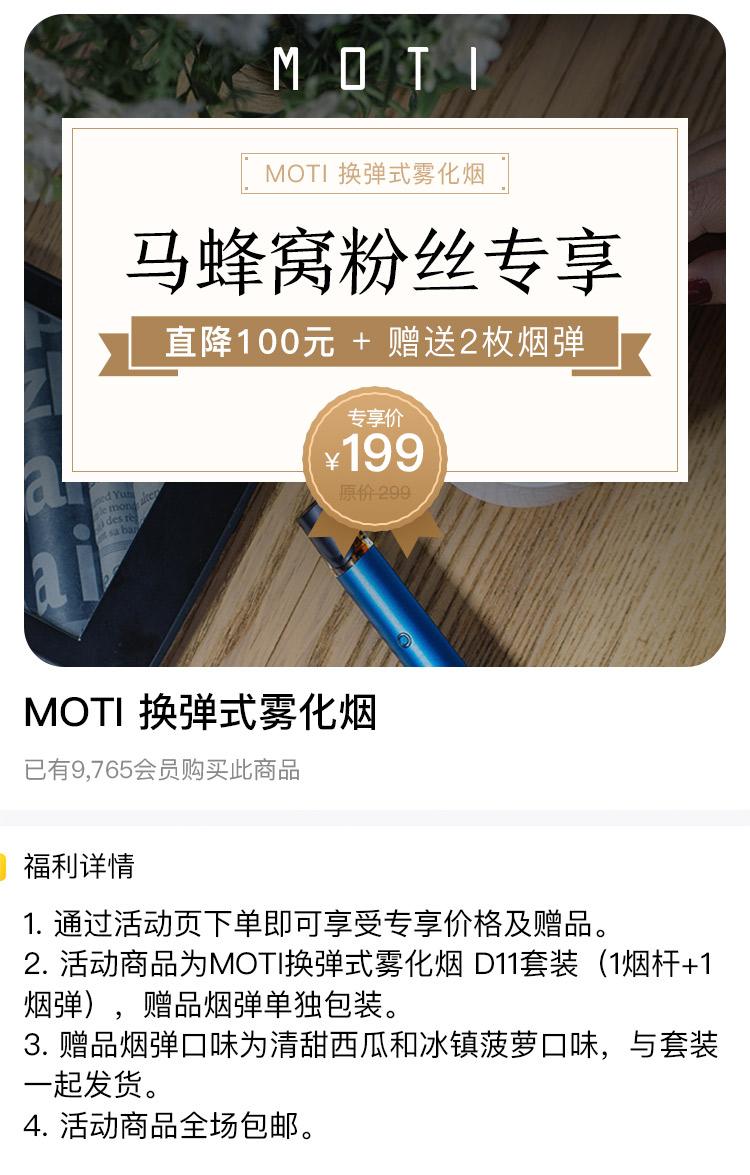 MOTI
MOTI 换弹式雾化烟
马蜂窝粉丝专享
直降100元 + 赠送2枚烟弹
专享价
¥199
原价 299
MOTI 换弹式雾化烟
已有9,765会员购买此商品
福利详情
1. 通过活动页下单即可享受专享价格及赠品。
2. 活动商品为MOTI换弹式雾化烟 D11套装（1烟杆+1
烟弹），赠品烟弹单独包装。
3. 赠品烟弹口味为清甜西瓜和冰镇菠萝口味，与套装
一起发货。
4. 活动商品全场包邮。